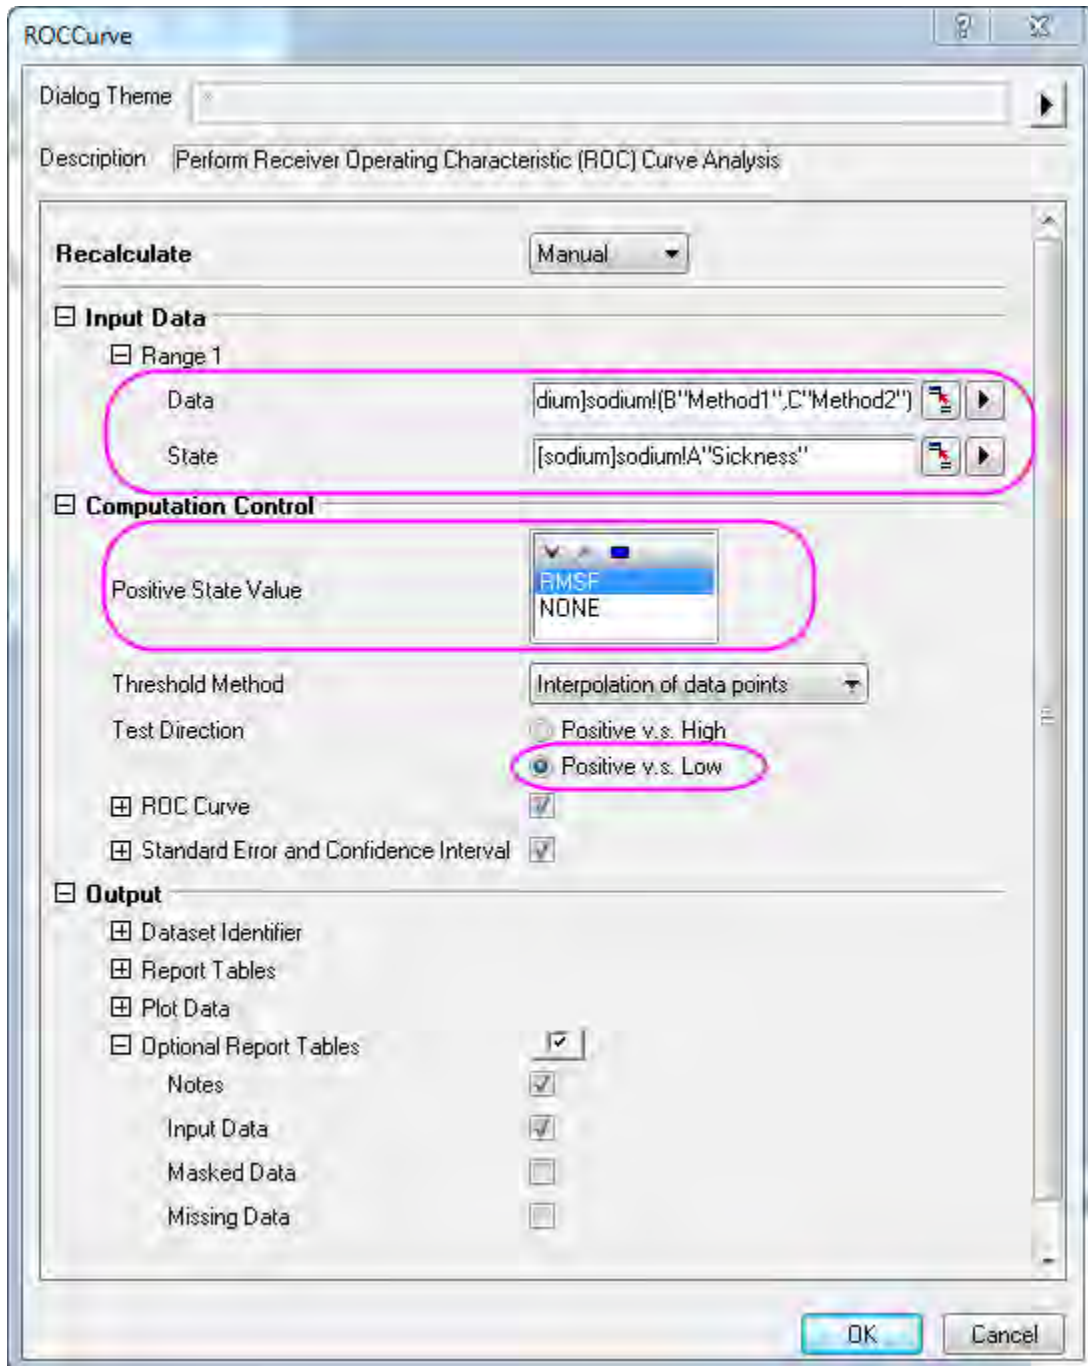 ROCCurve
Dialog Theme *
Description Perform Receiver Operating Characteristic (ROC) Curve Analysis
Recalculate Manual
Input Data
Range 1
Data dium]sodium!(B"Method1",C"Method2")
State [sodium]sodium!A"Sickness"
Computation Control
Positive State Value
RMSF
NONE
Threshold Method Interpolation of data points
Test Direction Positive v.s. High
Positive v.s. Low
ROC Curve
Standard Error and Confidence Interval
Output
Dataset Identifier
Report Tables
Plot Data
Optional Report Tables
Notes
Input Data
Masked Data
Missing Data
OK Cancel